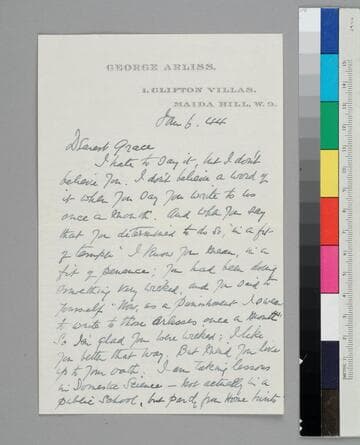 GEORGE ARLISS.
1. CLIFTON VILLAS.
MAIDA HILL, W. 9.
Jan 6. 44
Dearest Grace
I hate to say it, but I don't
believe you. I don't believe a word of
it when you say you write to us
once a month. And when you say
that you determined to do so, "in a fit
of temper" I know you mean, in a
fit of penance; you had been doing
something very wicked, and you said to
yourself "Now, as a punishment I swear
to write to those Arlisses once a month".
So I'm glad you were wicked; I like
you better that way. But mind you live
up to your oath. I am taking lessons
in Domestic Science — not actually in a
public School, but partly from home hints